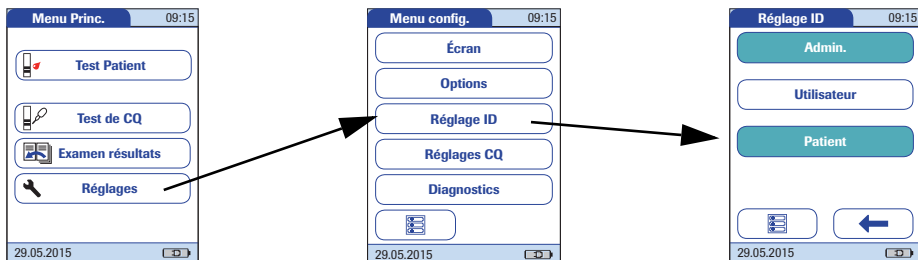 Menu Princ. 09:15
Test Patient
Test de CQ
Examen résultats
Réglages
29.05.2015
Menu config. 09:15
Écran
Options
Réglage ID
Réglages CQ
Diagnostics
29.05.2015
Réglage ID 09:15
Admin.
Utilisateur
Patient
29.05.2015